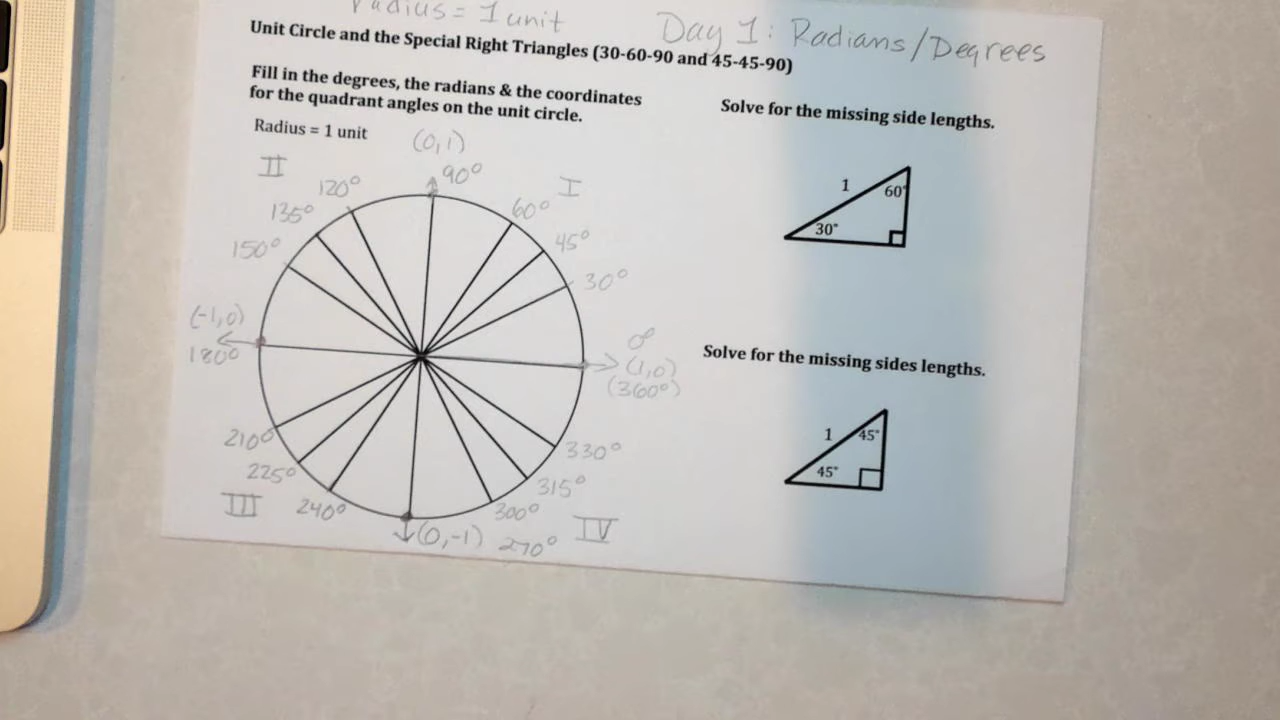 radius = 1 unit
Day 1: Radians/Degrees
Unit Circle and the Special Right Triangles (30-60-90 and 45-45-90)
Fill in the degrees, the radians & the coordinates
for the quadrant angles on the unit circle.
Radius = 1 unit
(0,1)
90°
II
I
120°
60°
135°
45°
150°
30°
(-1,0)
180°
0°
(1,0)
(360°)
210°
330°
225°
315°
III
240°
300°
IV
(0,-1)
270°
Solve for the missing side lengths.
1
60°
30°
Solve for the missing sides lengths.
1
45°
45°